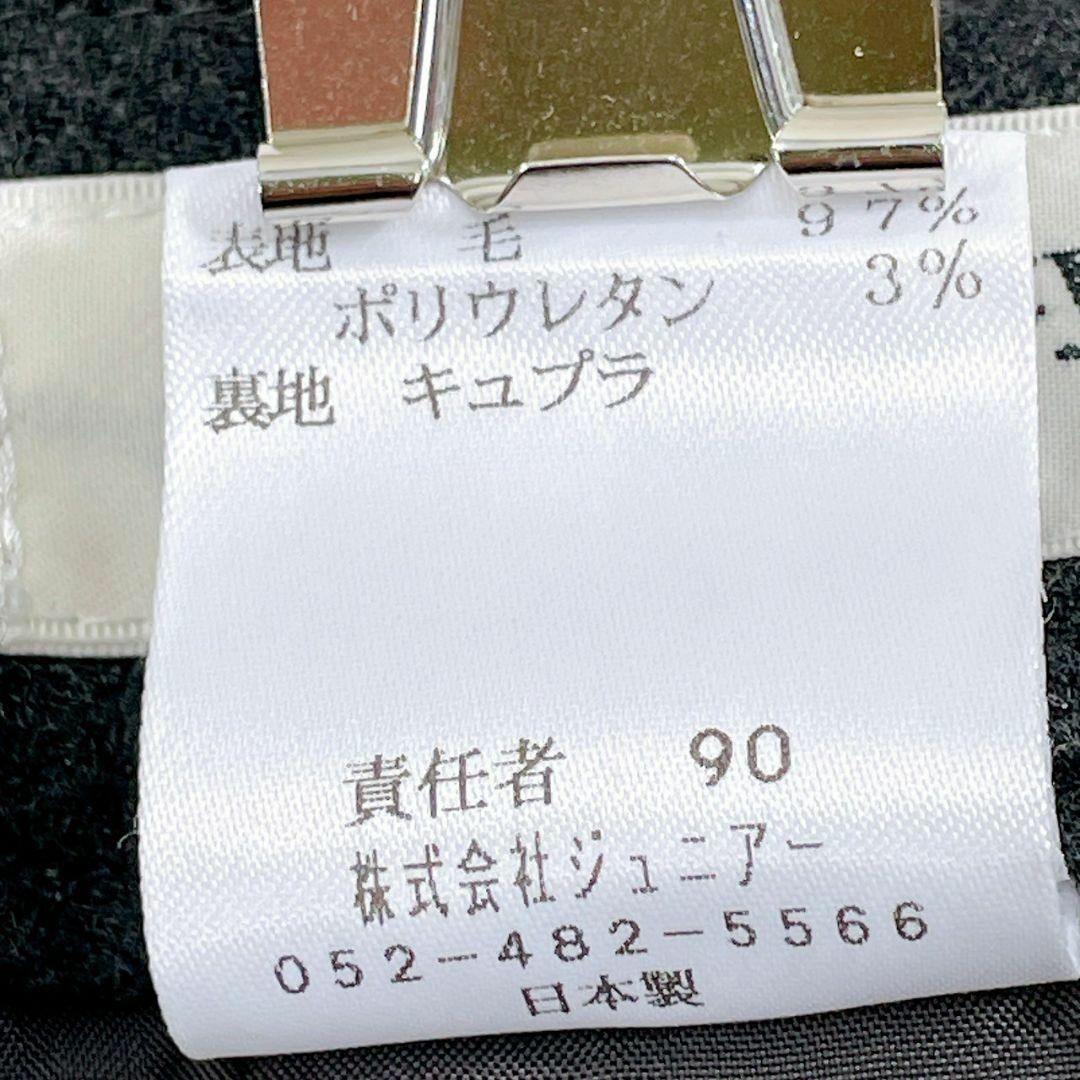 表地 毛 97%
ポリウレタン 3%
裏地 キュプラ
責任者 90
株式会社ジュニアー
052-482-5566
日本製